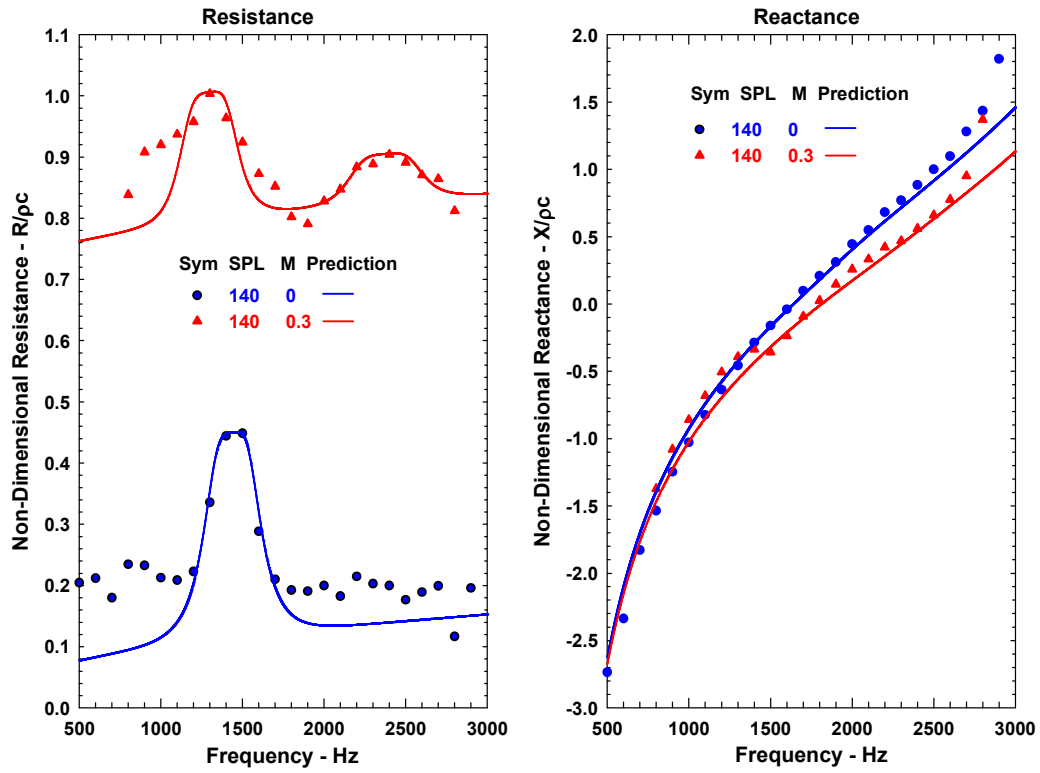 Resistance
Non-Dimensional Resistance - R/ρc
1.1
1.0
0.9
0.8
0.7
0.6
0.5
0.4
0.3
0.2
0.1
0.0
Sym SPL M Prediction
140 0
140 0.3
500 1000 1500 2000 2500 3000
Frequency - Hz
Reactance
Non-Dimensional Reactance - X/ρc
2.0
1.5
1.0
0.5
0.0
-0.5
-1.0
-1.5
-2.0
-2.5
-3.0
Sym SPL M Prediction
140 0
140 0.3
500 1000 1500 2000 2500 3000
Frequency - Hz